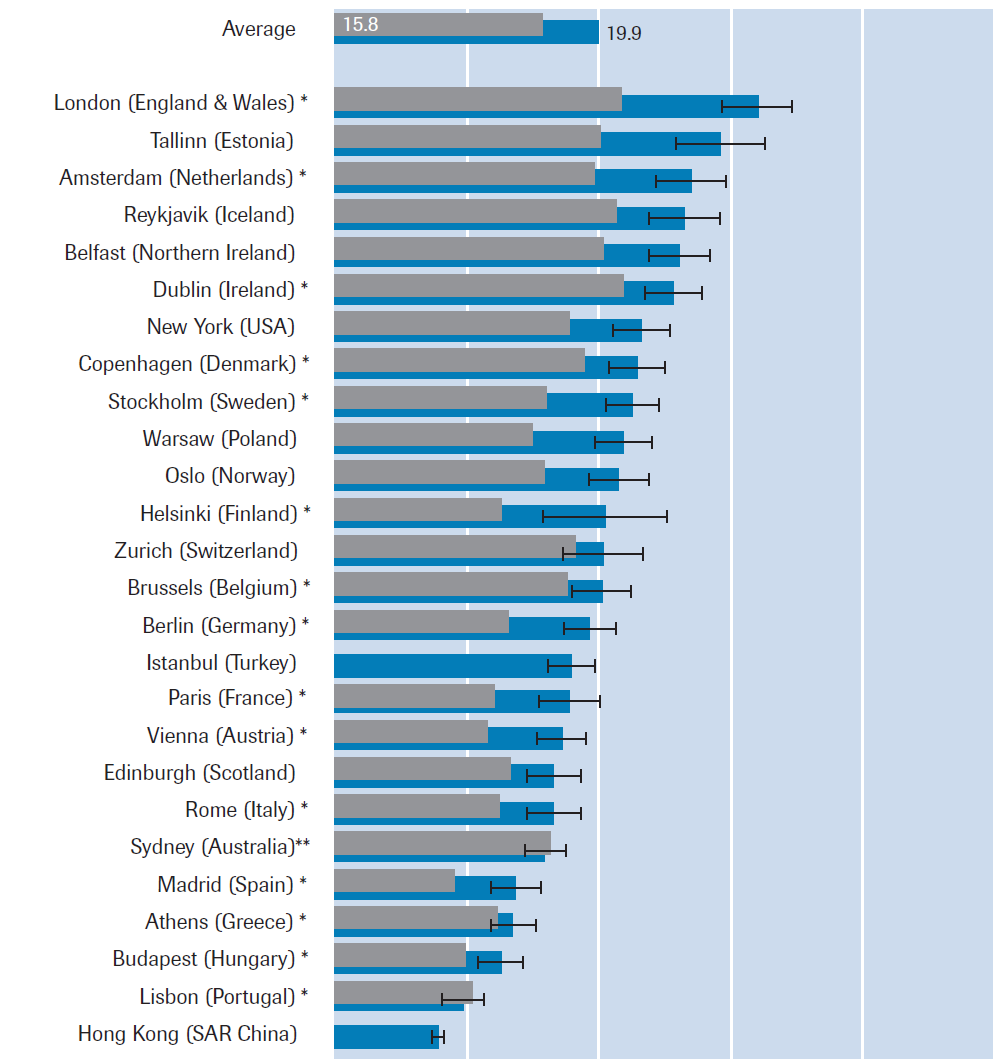 Average 15.8 19.9
London (England & Wales) *
Tallinn (Estonia)
Amsterdam (Netherlands) *
Reykjavik (Iceland)
Belfast (Northern Ireland)
Dublin (Ireland) *
New York (USA)
Copenhagen (Denmark) *
Stockholm (Sweden) *
Warsaw (Poland)
Oslo (Norway)
Helsinki (Finland) *
Zurich (Switzerland)
Brussels (Belgium) *
Berlin (Germany) *
Istanbul (Turkey)
Paris (France) *
Vienna (Austria) *
Edinburgh (Scotland)
Rome (Italy) *
Sydney (Australia)**
Madrid (Spain) *
Athens (Greece) *
Budapest (Hungary) *
Lisbon (Portugal) *
Hong Kong (SAR China)